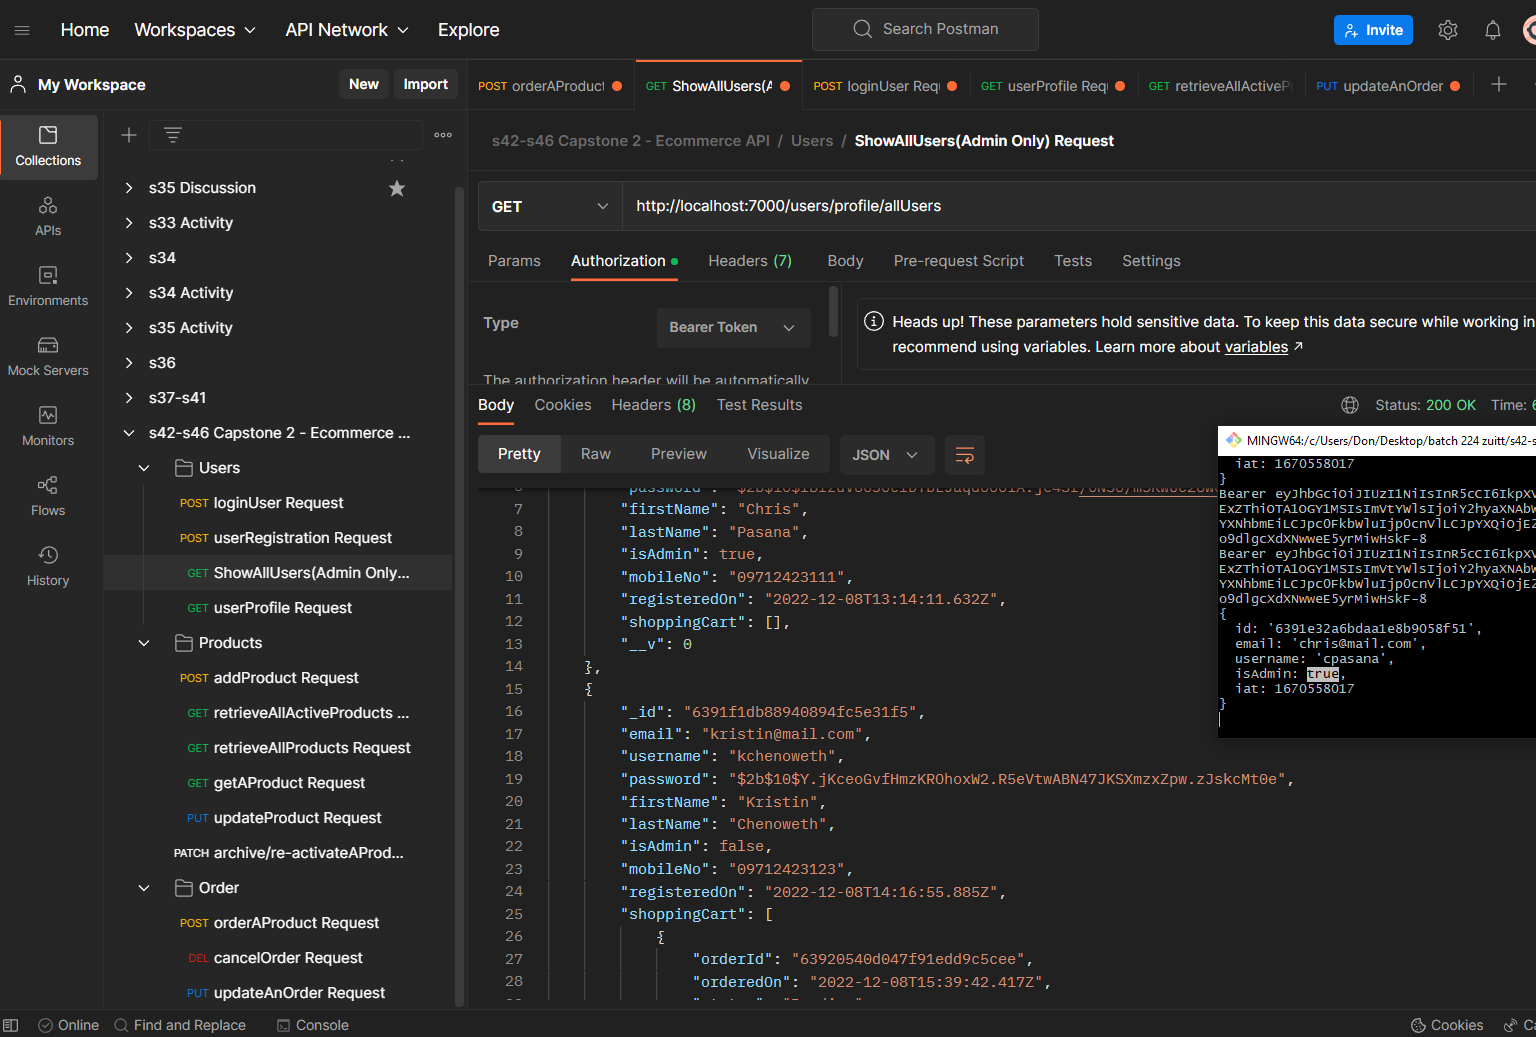 Home Workspaces API Network Explore Search Postman Invite
My Workspace New Import
POST orderAProduct GET ShowAllUsers(A POST loginUser Requ GET userProfile Requ GET retrieveAllActivePr PUT updateAnOrder
s42-s46 Capstone 2 - Ecommerce API / Users / ShowAllUsers(Admin Only) Request
GET http://localhost:7000/users/profile/allUsers
Params Authorization Headers (7) Body Pre-request Script Tests Settings
Type Bearer Token
The authorization header will be automatically
Heads up! These parameters hold sensitive data. To keep this data secure while working in
recommend using variables. Learn more about variables
Collections
APIs
Environments
Mock Servers
Monitors
Flows
History
s35 Discussion
s33 Activity
s34
s34 Activity
s35 Activity
s36
s37-s41
s42-s46 Capstone 2 - Ecommerce ...
Users
POST loginUser Request
POST userRegistration Request
GET ShowAllUsers(Admin Only...
GET userProfile Request
Products
POST addProduct Request
GET retrieveAllActiveProducts ...
GET retrieveAllProducts Request
GET getAProduct Request
PUT updateProduct Request
PATCH archive/re-activateAProd...
Order
POST orderAProduct Request
DEL cancelOrder Request
PUT updateAnOrder Request
Body Cookies Headers (8) Test Results Status: 200 OK Time:
Pretty Raw Preview Visualize JSON
7 "firstName": "Chris",
8 "lastName": "Pasana",
9 "isAdmin": true,
10 "mobileNo": "09712423111",
11 "registeredOn": "2022-12-08T13:14:11.632Z",
12 "shoppingCart": [],
13 "__v": 0
14 },
15 {
16 "_id": "6391f1db88940894fc5e31f5",
17 "email": "kristin@mail.com",
18 "username": "kchenoweth",
19 "password": "$2b$10$Y.jKceoGvfHmzKROhoxW2.R5eVtwABN47JKSXmzxZpw.zJskcMt0e",
20 "firstName": "Kristin",
21 "lastName": "Chenoweth",
22 "isAdmin": false,
23 "mobileNo": "09712423123",
24 "registeredOn": "2022-12-08T14:16:55.885Z",
25 "shoppingCart": [
26 {
27 "orderId": "63920540d047f91edd9c5cee",
28 "orderedOn": "2022-12-08T15:39:42.417Z",
MINGW64:/c/Users/Don/Desktop/batch 224 zuitt/s42-s
iat: 1670558017
}
Bearer eyJhbGciOiJIUzI1NiIsInR5cCI6IkpXV
ExZThiOTA1OGY1MSIsImVtYWlsIjoiY2hyaXNAbW
YXNhbmEiLCJpc0FkbWluIjp0cnVlLCJpYXQiOjE2
o9dlgcXdXNwweE5yrMiwHskF-8
Bearer eyJhbGciOiJIUzI1NiIsInR5cCI6IkpXV
ExZThiOTA1OGY1MSIsImVtYWlsIjoiY2hyaXNAbW
YXNhbmEiLCJpc0FkbWluIjp0cnVlLCJpYXQiOjE2
o9dlgcXdXNwweE5yrMiwHskF-8
{
id: '6391e32a6bdaa1e8b9058f51',
email: 'chris@mail.com',
username: 'cpasana',
isAdmin: true,
iat: 1670558017
}
Online Find and Replace Console Cookies